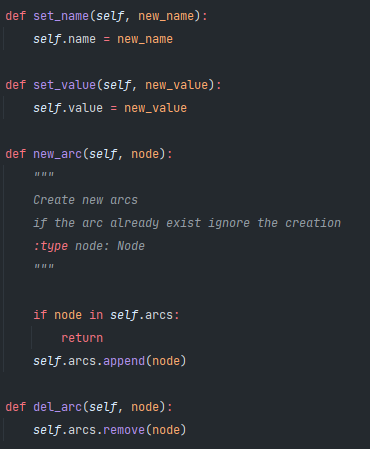 def set_name(self, new_name):
    self.name = new_name

def set_value(self, new_value):
    self.value = new_value

def new_arc(self, node):
    """
    Create new arcs
    if the arc already exist ignore the creation
    :type node: Node
    """

    if node in self.arcs:
        return
    self.arcs.append(node)

def del_arc(self, node):
    self.arcs.remove(node)